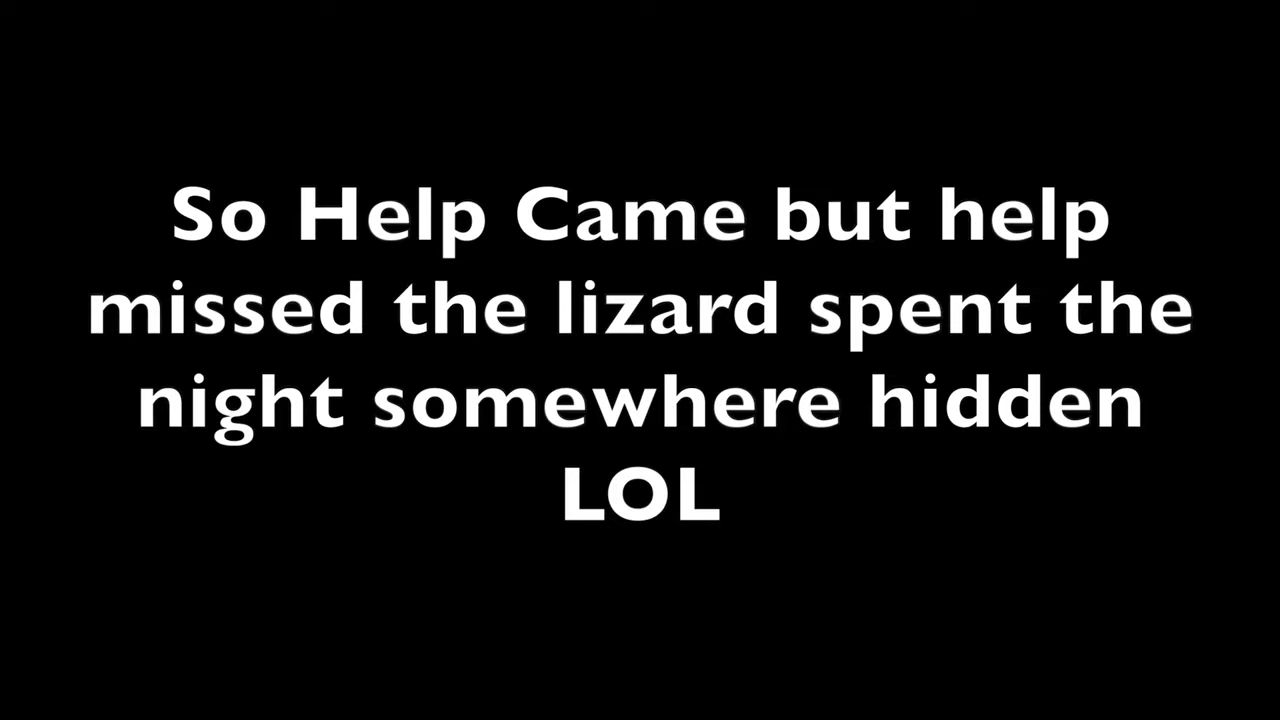 So Help Came but help
missed the lizard spent the
night somewhere hidden
LOL